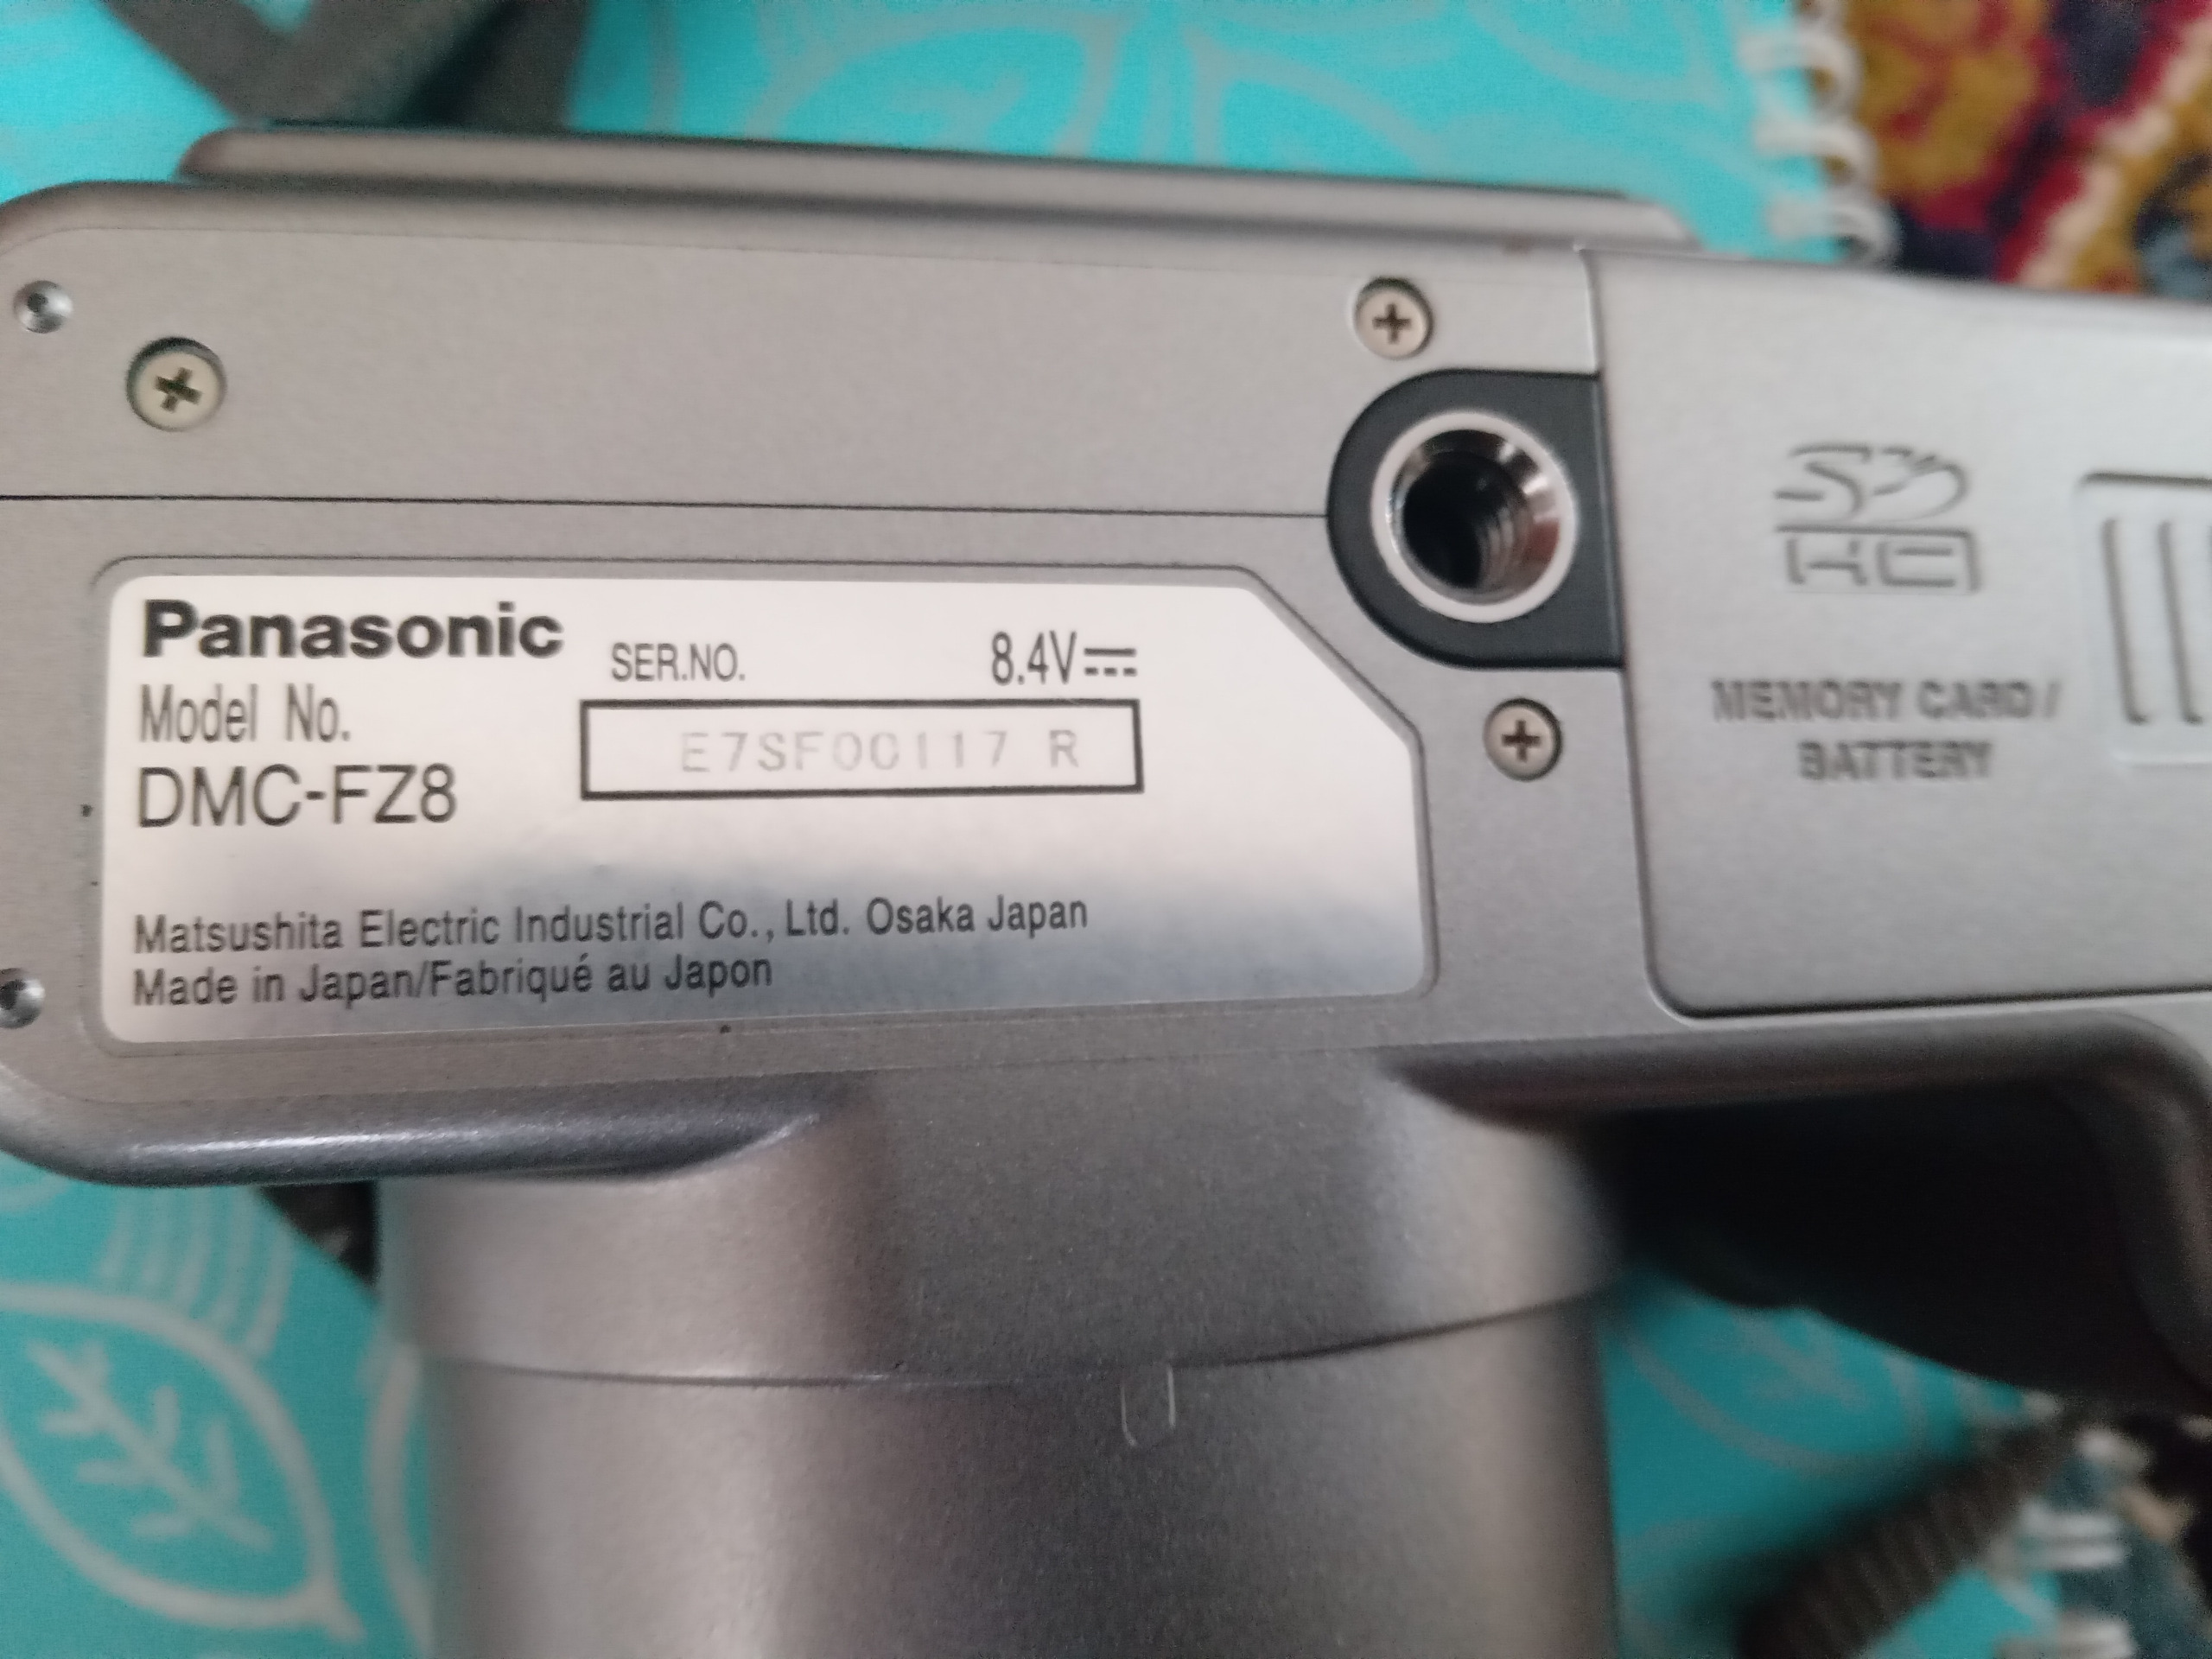 Panasonic
SER.NO. 8.4V⎓
Model No.
E7SF00117 R
DMC-FZ8
Matsushita Electric Industrial Co., Ltd. Osaka Japan
Made in Japan/Fabriqué au Japon
SD
HC
MEMORY CARD/
BATTERY